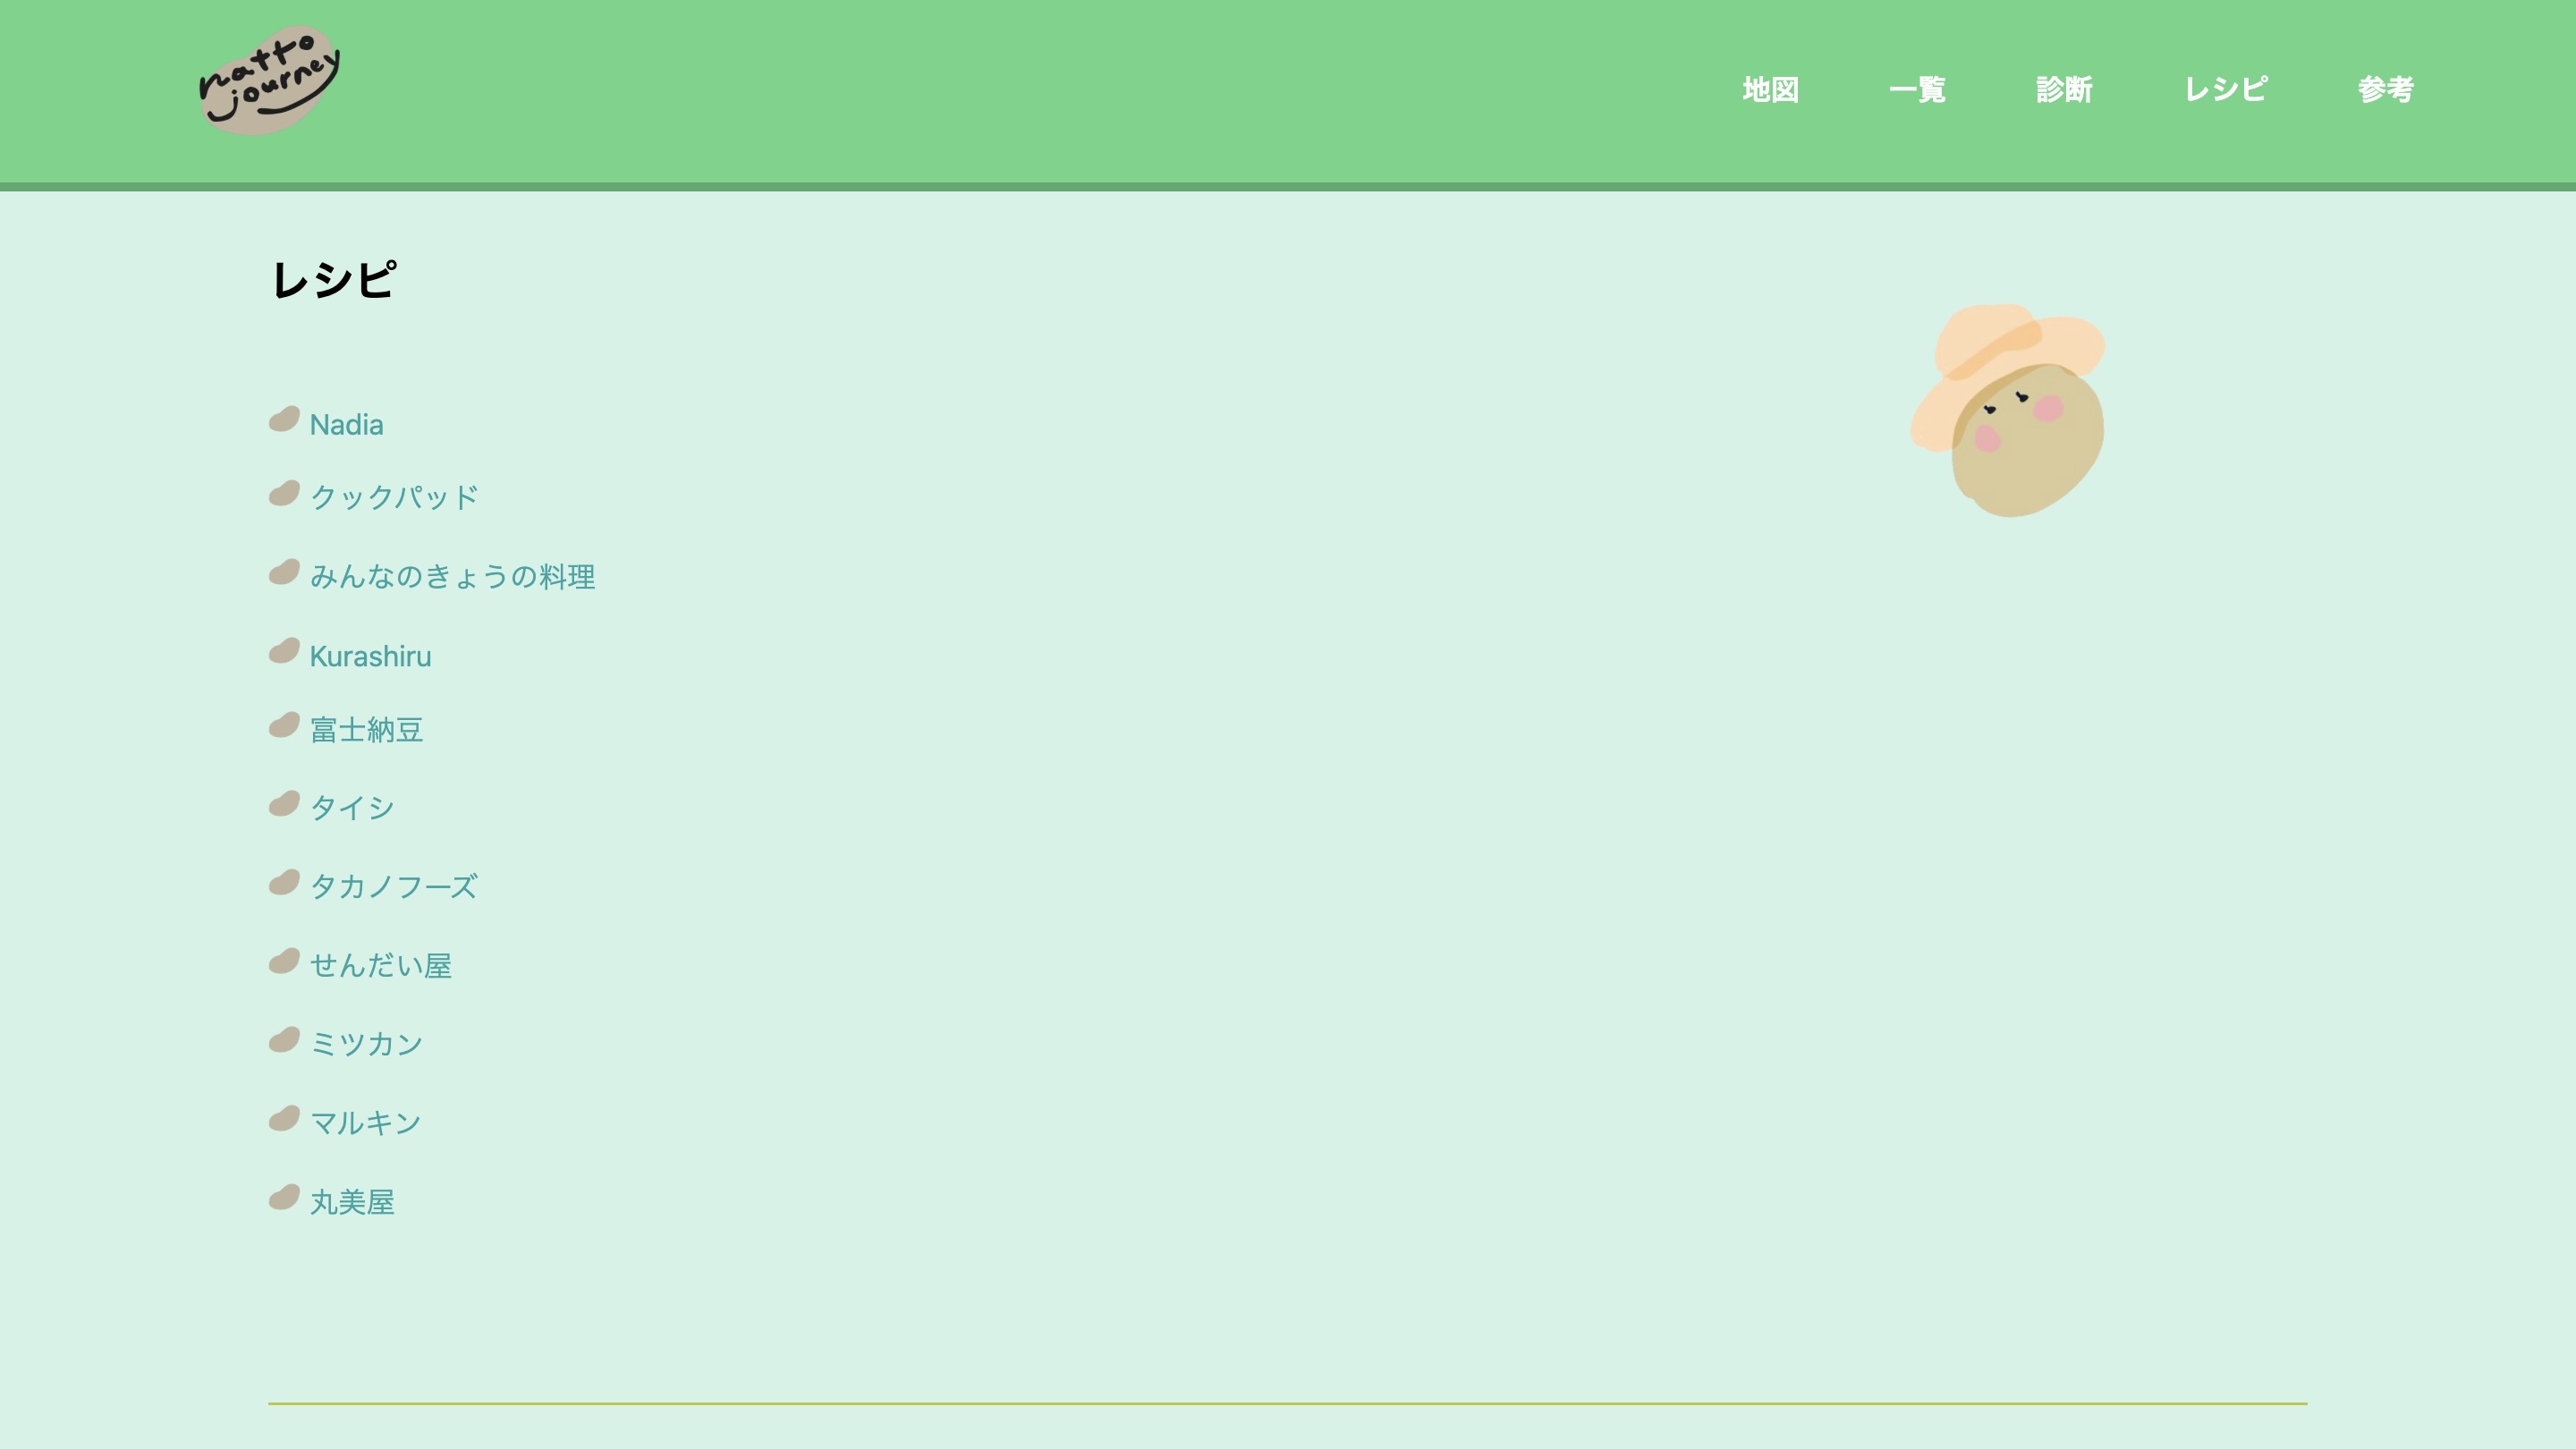 natto
journey
地図 一覧 診断 レシピ 参考
レシピ
Nadia
クックパッド
みんなのきょうの料理
Kurashiru
富士納豆
タイシ
タカノフーズ
せんだい屋
ミツカン
マルキン
丸美屋